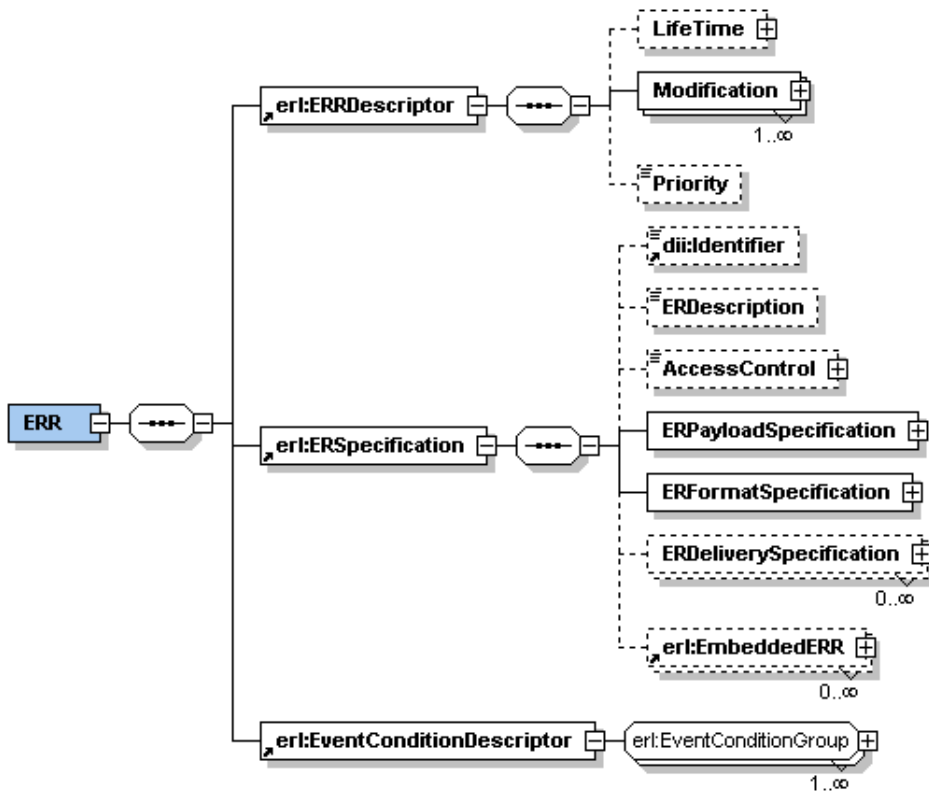 LifeTime
erl:ERRDescriptor
Modification
1..∞
Priority
dii:Identifier
ERDescription
AccessControl
ERR
erl:ERSpecification
ERPayloadSpecification
ERFormatSpecification
ERDeliverySpecification
0..∞
erl:EmbeddedERR
0..∞
erl:EventConditionDescriptor
erl:EventConditionGroup
1..∞